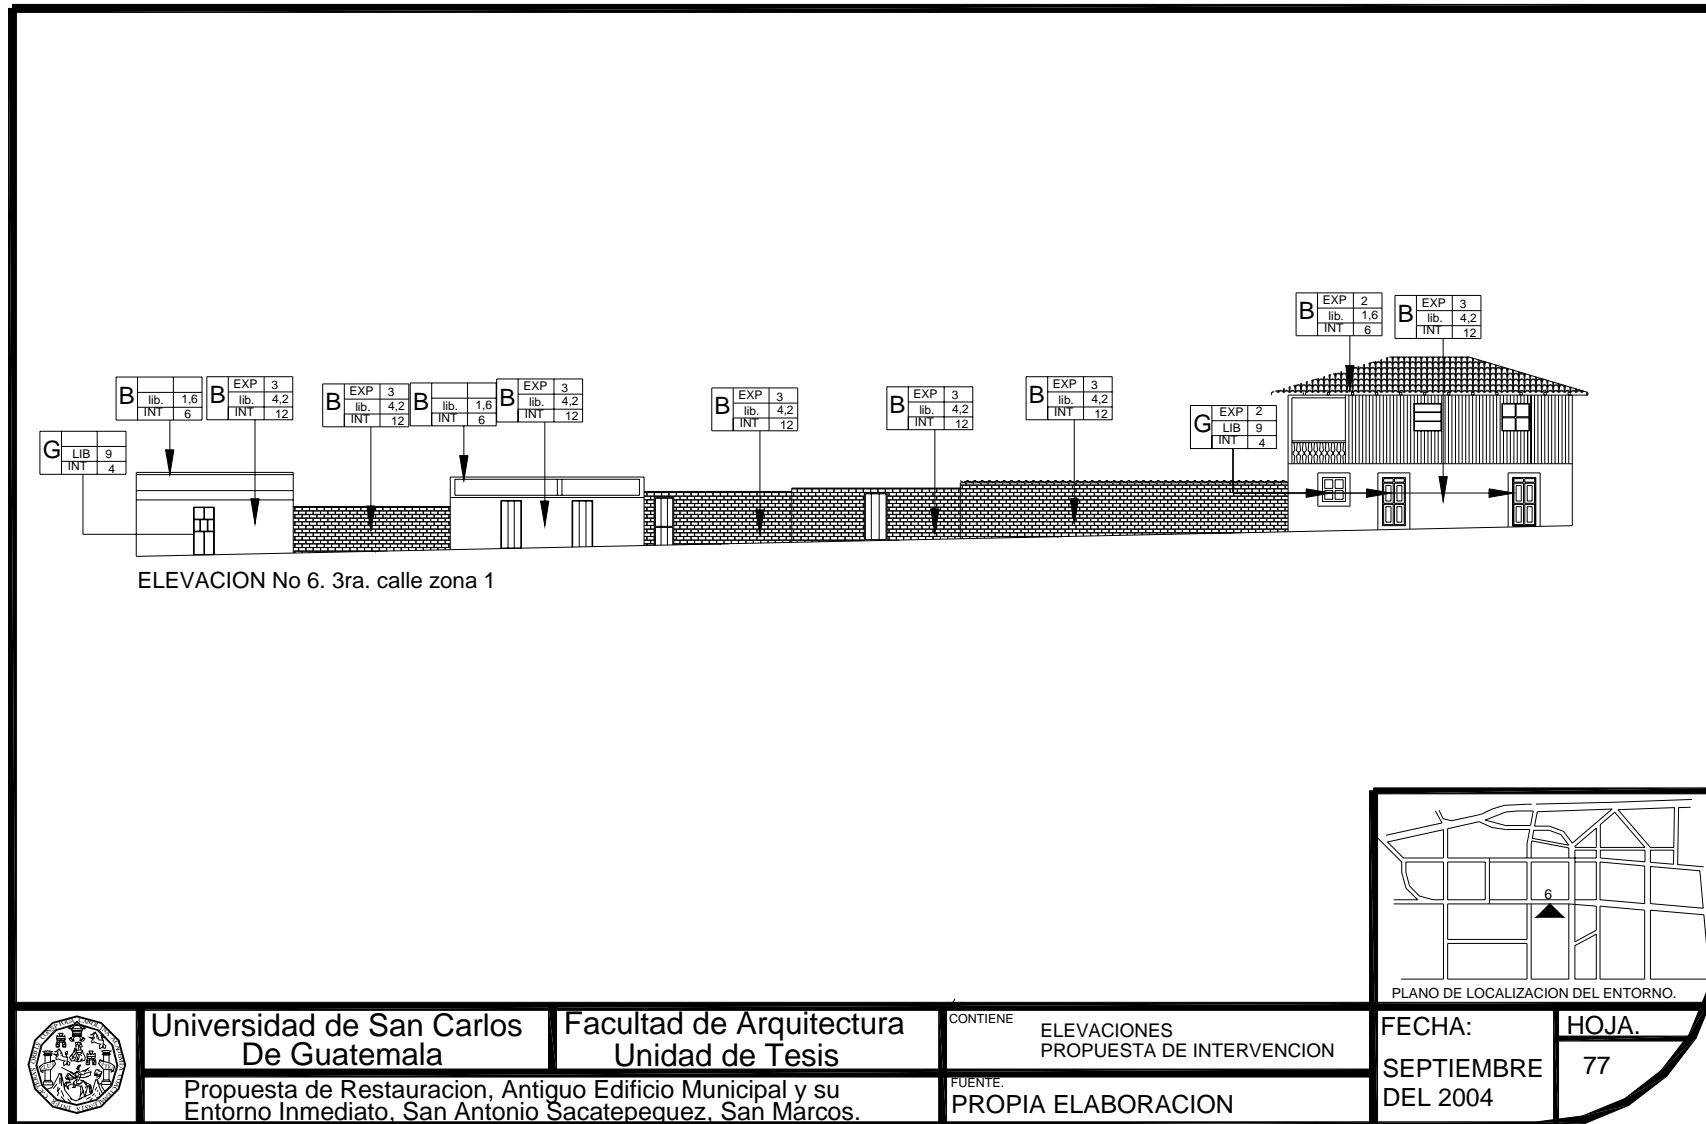 B EXP 2
lib. 1,6
INT 6
B EXP 3
lib. 4,2
INT 12
B
lib. 1,6
INT 6
B EXP 3
lib. 4,2
INT 12
B EXP 3
lib. 4,2
INT 12
B
lib. 1,6
INT 6
B EXP 3
lib. 4,2
INT 12
B EXP 3
lib. 4,2
INT 12
B EXP 3
lib. 4,2
INT 12
B EXP 3
lib. 4,2
INT 12
G EXP 2
LIB 9
INT 4
G
LIB 9
INT 4
ELEVACION No 6. 3ra. calle zona 1
6
PLANO DE LOCALIZACION DEL ENTORNO.
Universidad de San Carlos
De Guatemala
Facultad de Arquitectura
Unidad de Tesis
CONTIENE
ELEVACIONES
PROPUESTA DE INTERVENCION
FECHA:
SEPTIEMBRE
DEL 2004
HOJA.
77
Propuesta de Restauracion, Antiguo Edificio Municipal y su
Entorno Inmediato, San Antonio Sacatepequez, San Marcos.
FUENTE.
PROPIA ELABORACION